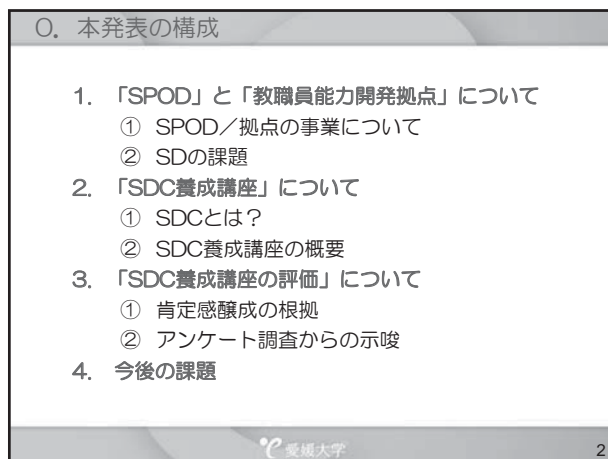 0. 本発表の構成
1. 「SPOD」と「教職員能力開発拠点」について
① SPOD／拠点の事業について
② SDの課題
2. 「SDC養成講座」について
① SDCとは？
② SDC養成講座の概要
3. 「SDC養成講座の評価」について
① 肯定感醸成の根拠
② アンケート調査からの示唆
4. 今後の課題
愛媛大学
2